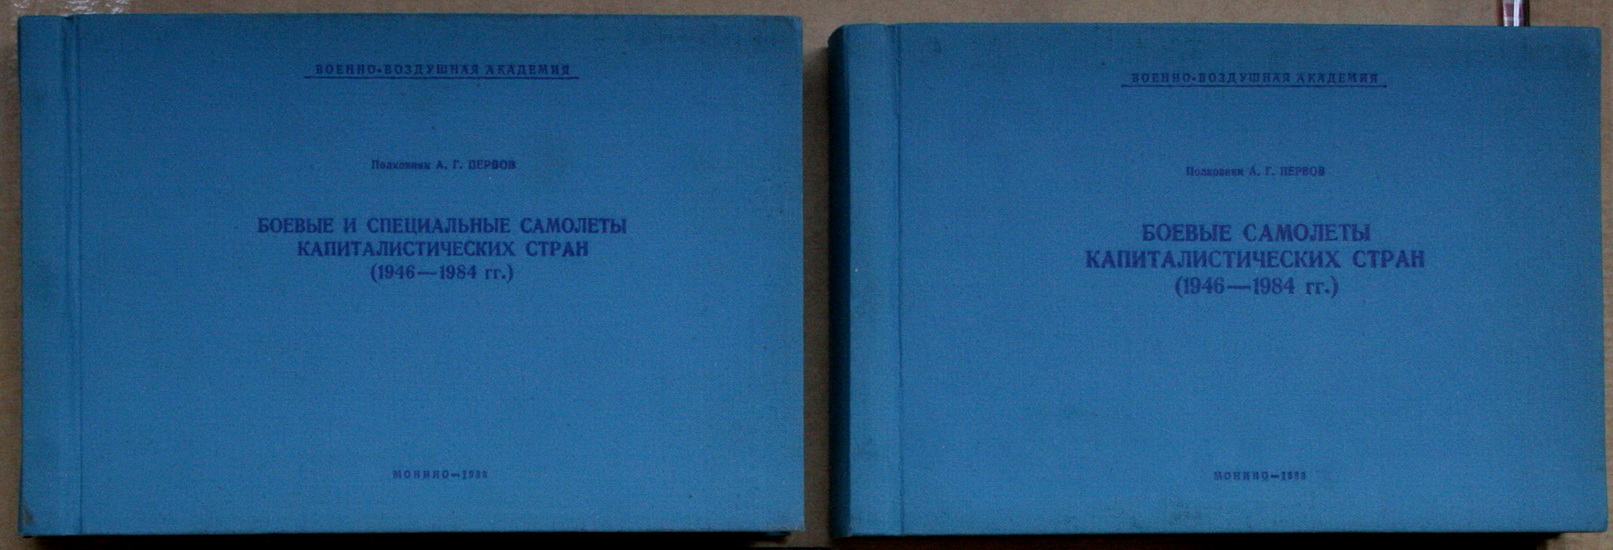 ВОЕННО-ВОЗДУШНАЯ АКАДЕМИЯ
Полковник А. Г. ПЕРВОВ
БОЕВЫЕ И СПЕЦИАЛЬНЫЕ САМОЛЕТЫ
КАПИТАЛИСТИЧЕСКИХ СТРАН
(1946—1984 гг.)
МОНИНО—
ВОЕННО-ВОЗДУШНАЯ АКАДЕМИЯ
Полковник А. Г. ПЕРВОВ
БОЕВЫЕ САМОЛЕТЫ
КАПИТАЛИСТИЧЕСКИХ СТРАН
(1946—1984 гг.)
МОНИНО—